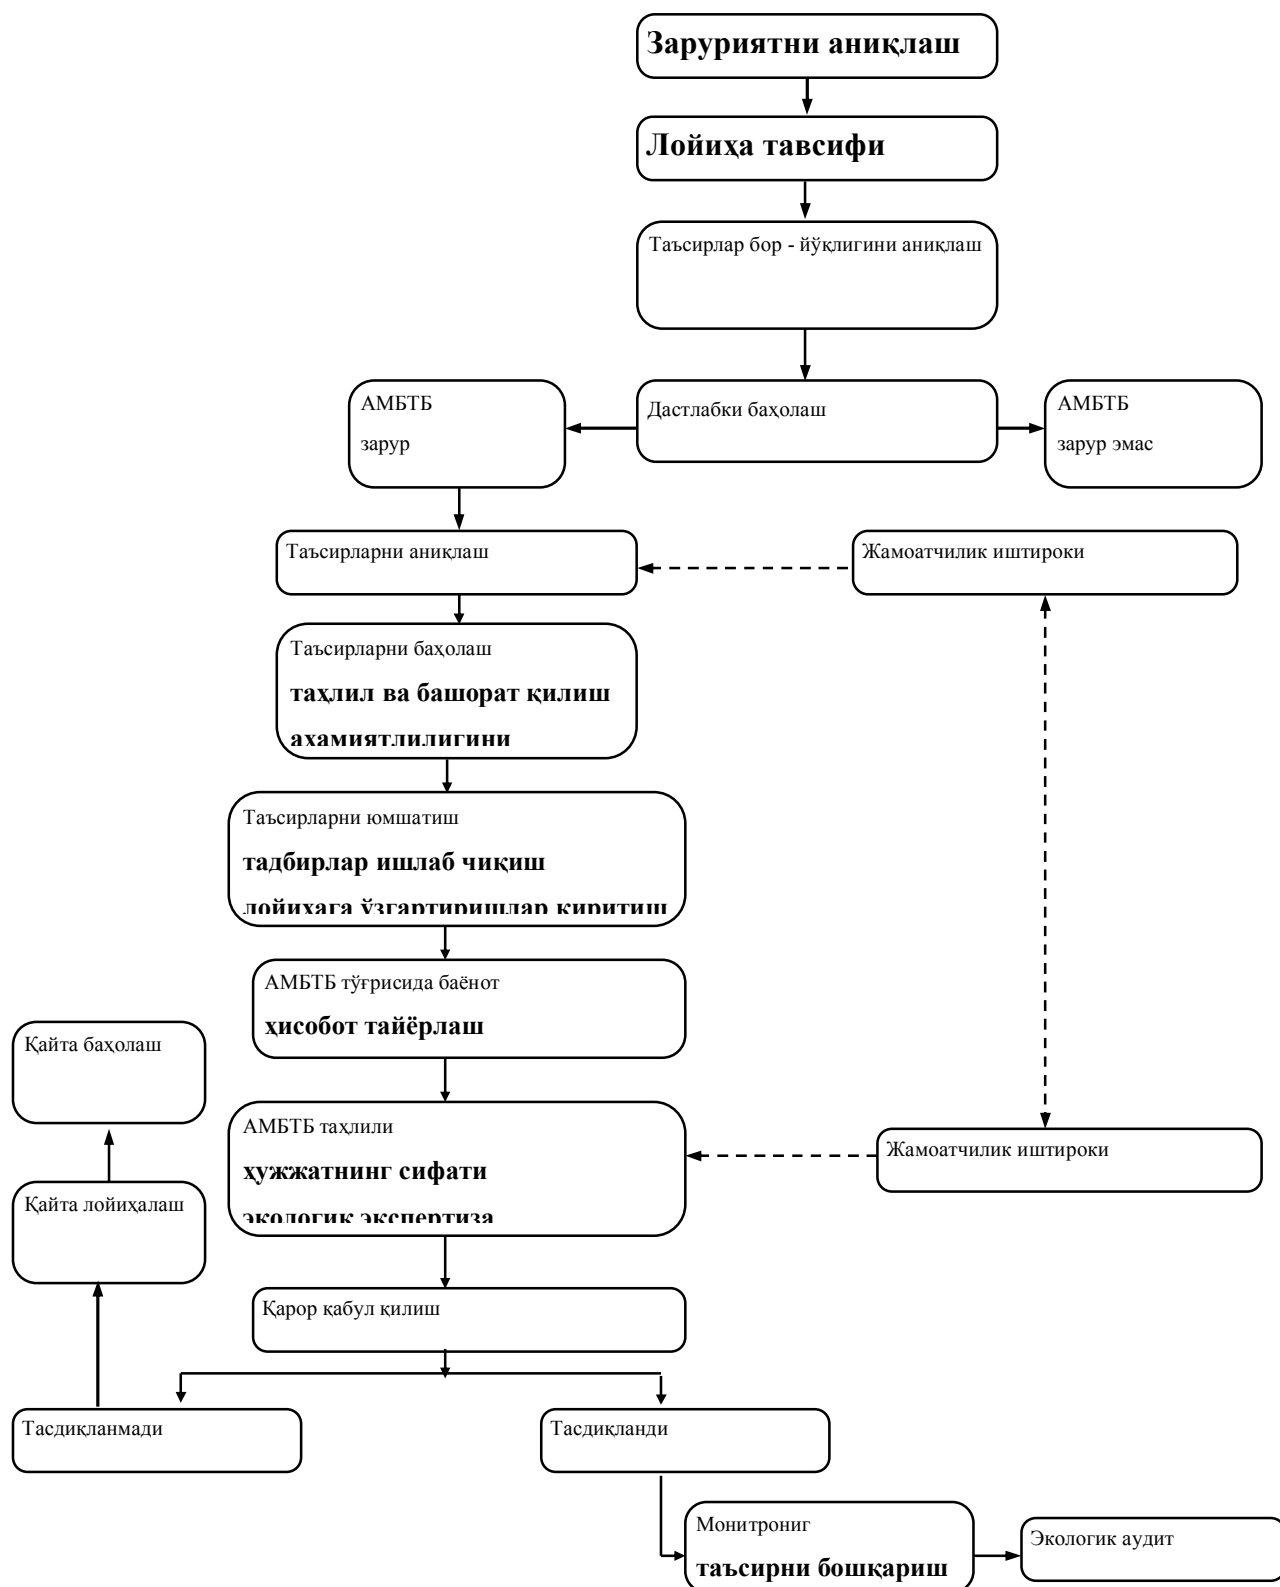 Заруриятни аниқлаш
Лойиҳа тавсифи
Таъсирлар бор - йўқлигини аниқлаш
АМБТБ
зарур
Дастлабки баҳолаш
АМБТБ
зарур эмас
Таъсирларни аниқлаш
Жамоатчилик иштироки
Таъсирларни баҳолаш
таҳлил ва башорат қилиш
аҳамиятлилигини
Таъсирларни юмшатиш
тадбирлар ишлаб чиқиш
лойиҳага ўзгартиришлар киритиш
АМБТБ тўғрисида баёнот
ҳисобот тайёрлаш
Қайта баҳолаш
АМБТБ таҳлили
ҳужжатнинг сифати
экологик экспертиза
Жамоатчилик иштироки
Қайта лойиҳалаш
Қарор қабул қилиш
Тасдиқланмади
Тасдиқланди
Монитрониг
таъсирни бошқариш
Экологик аудит